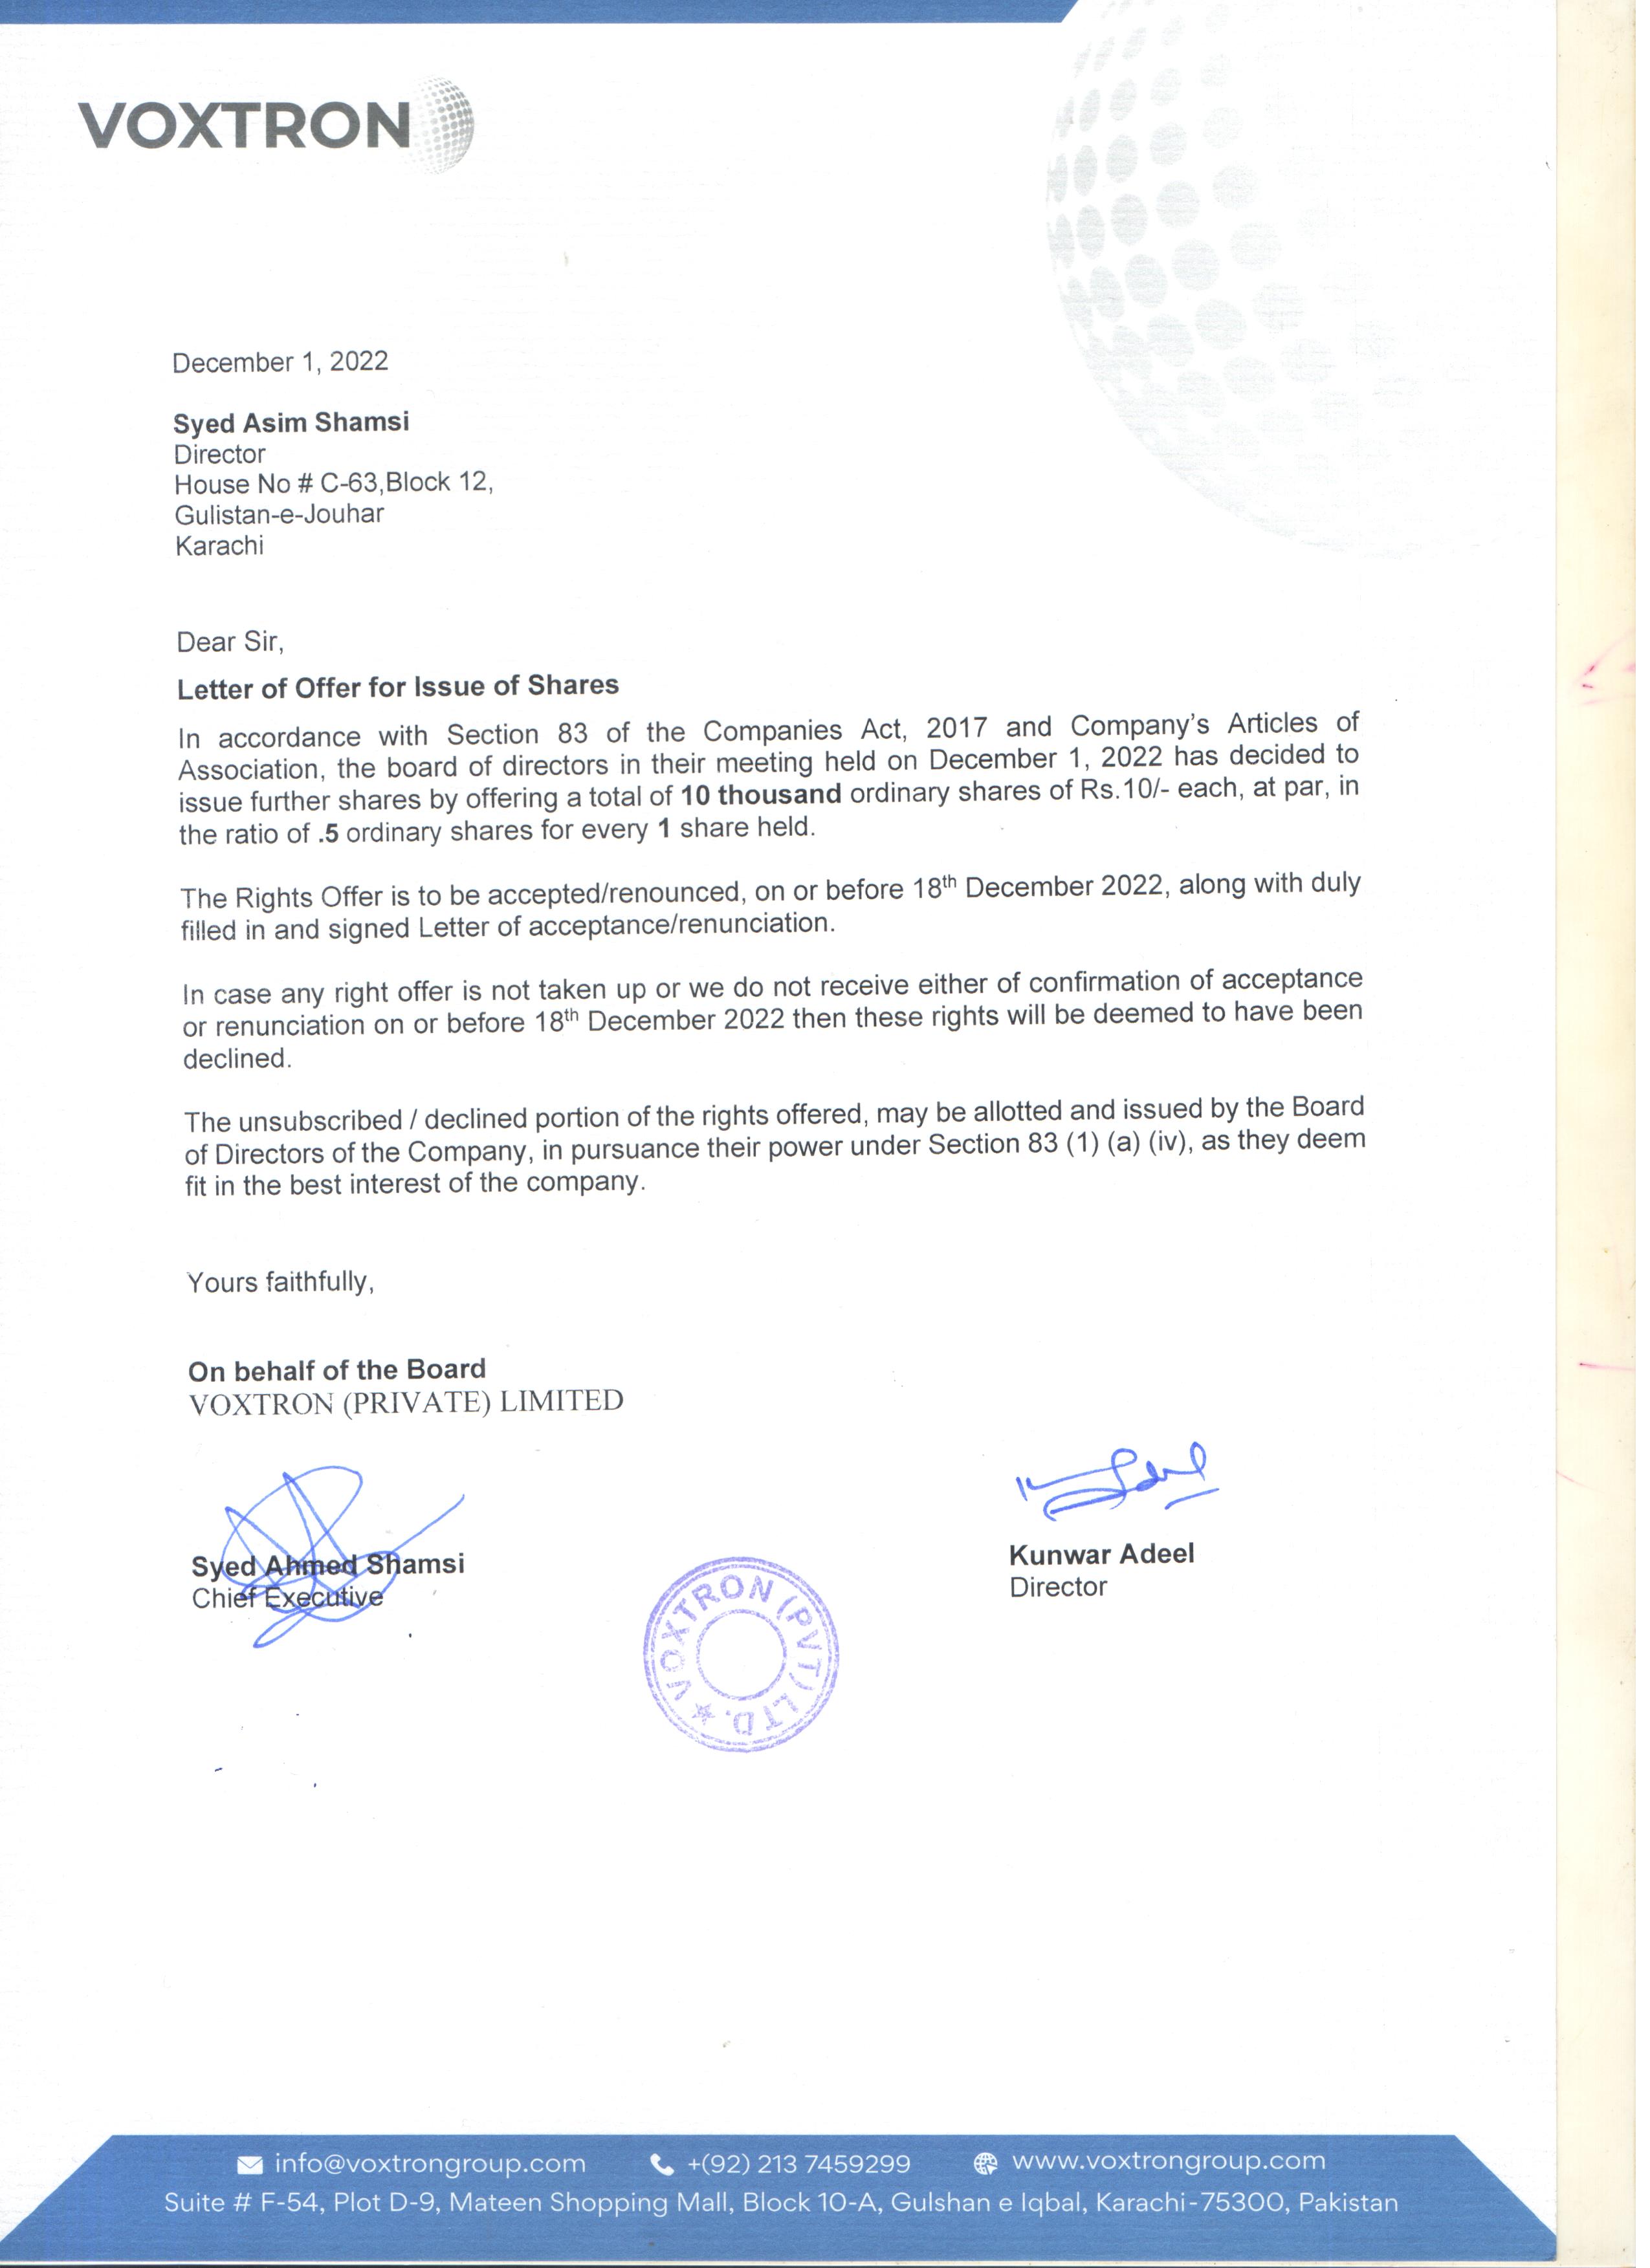 VOXTRON
December 1, 2022
Syed Asim Shamsi
Director
House No # C-63,Block 12,
Gulistan-e-Jouhar
Karachi
Dear Sir,
Letter of Offer for Issue of Shares
In accordance with Section 83 of the Companies Act, 2017 and Company's Articles of
Association, the board of directors in their meeting held on December 1, 2022 has decided to
issue further shares by offering a total of 10 thousand ordinary shares of Rs.10/- each, at par, in
the ratio of .5 ordinary shares for every 1 share held.
The Rights Offer is to be accepted/renounced, on or before 18th December 2022, along with duly
filled in and signed Letter of acceptance/renunciation.
In case any right offer is not taken up or we do not receive either of confirmation of acceptance
or renunciation on or before 18th December 2022 then these rights will be deemed to have been
declined.
The unsubscribed / declined portion of the rights offered, may be allotted and issued by the Board
of Directors of the Company, in pursuance their power under Section 83 (1) (a) (iv), as they deem
fit in the best interest of the company.
Yours faithfully,
On behalf of the Board
VOXTRON (PRIVATE) LIMITED
Syed Ahmed Shamsi
Chief Executive
Kunwar Adeel
Director
VOXTRON (PVT) LTD.
info@voxtrongroup.com +(92) 213 7459299 www.voxtrongroup.com
Suite # F-54, Plot D-9, Mateen Shopping Mall, Block 10-A, Gulshan e Iqbal, Karachi-75300, Pakistan